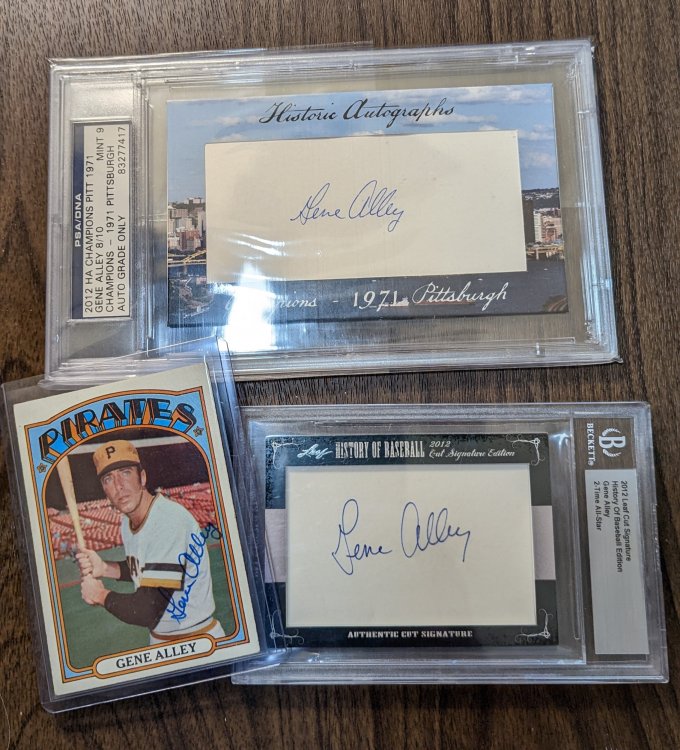 PSA/DNA
2012 HA CHAMPIONS PITT 1971
GENE ALLEY 8/10 MINT 9
CHAMPIONS - 1971 PITTSBURGH
AUTO GRADE ONLY 83277417
Historic Autographs
Gene Alley
- 1971 - Pittsburgh
PIRATES
P
Gene Alley
GENE ALLEY
Leaf HISTORY OF BASEBALL 2012
Cut Signature Edition
Gene Alley
AUTHENTIC CUT SIGNATURE
B
BECKETT
2012 Leaf Cut Signature
History Of Baseball Edition
Gene Alley
2-Time All-Star